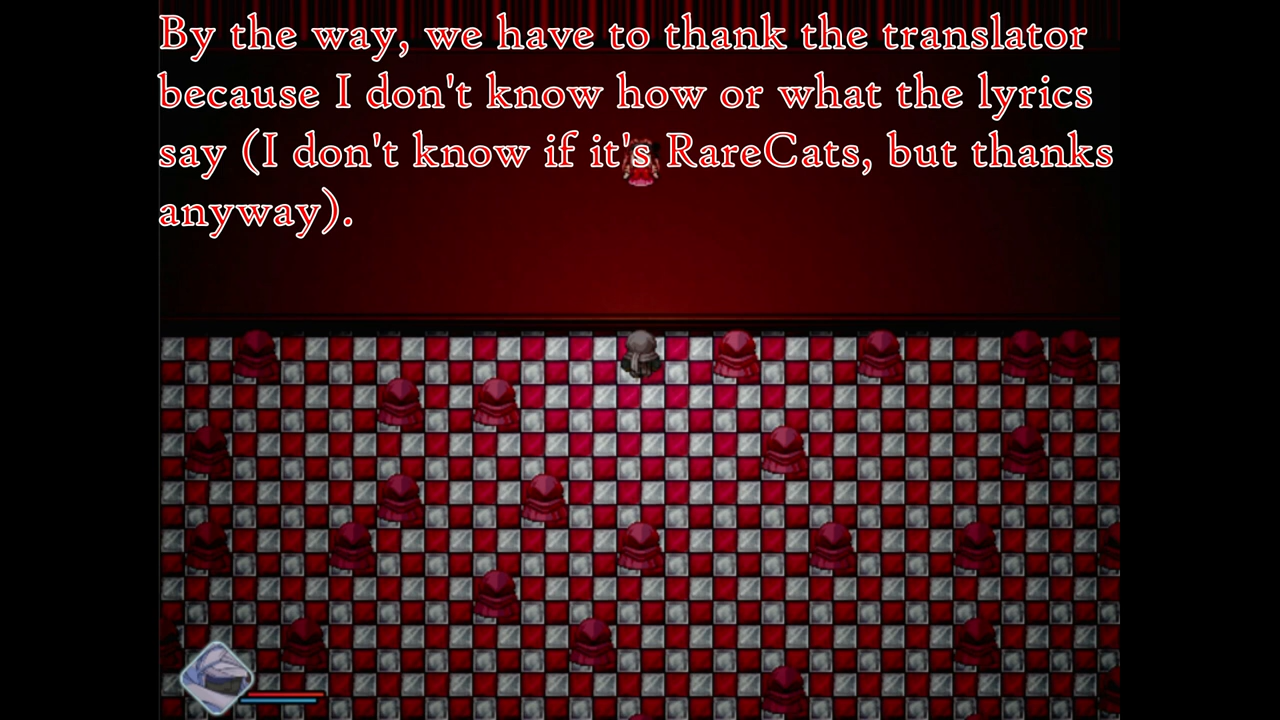 By the way, we have to thank the translator
because I don't know how or what the lyrics
say (I don't know if it's RareCats, but thanks
anyway).